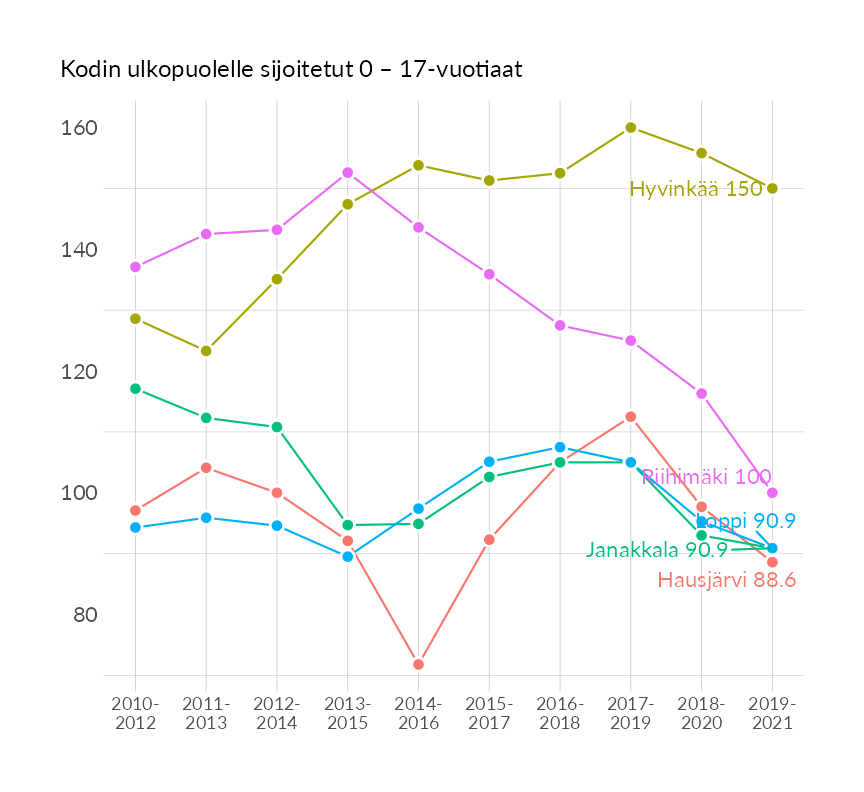 Kodin ulkopuolelle sijoitetut 0 – 17-vuotiaat
160
Hyvinkää 150
140
120
100
Riihimäki 100
Loppi 90.9
Janakkala 90.9
Hausjärvi 88.6
80
2010- 2011- 2012- 2013- 2014- 2015- 2016- 2017- 2018- 2019-
2012 2013 2014 2015 2016 2017 2018 2019 2020 2021